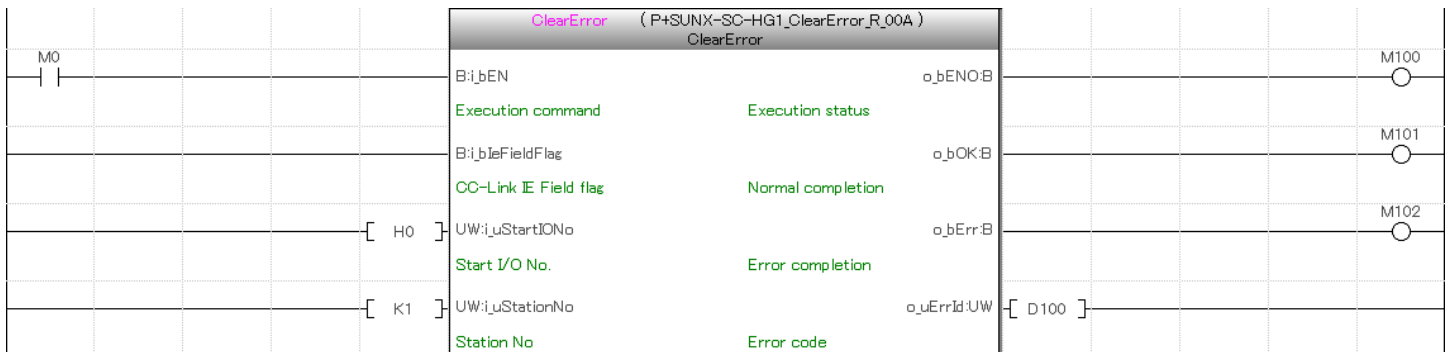 ClearError (P+SUNX-SC-HG1_ClearError_R_00A)
ClearError
M0 B:i_bEN o_bENO:B M100
Execution command Execution status
B:i_bIeFieldFlag o_bOK:B M101
CC-Link IE Field flag Normal completion
H0 UW:i_uStartIONo o_bErr:B M102
Start I/O No. Error completion
K1 UW:i_uStationNo o_uErrId:UW D100
Station No Error code